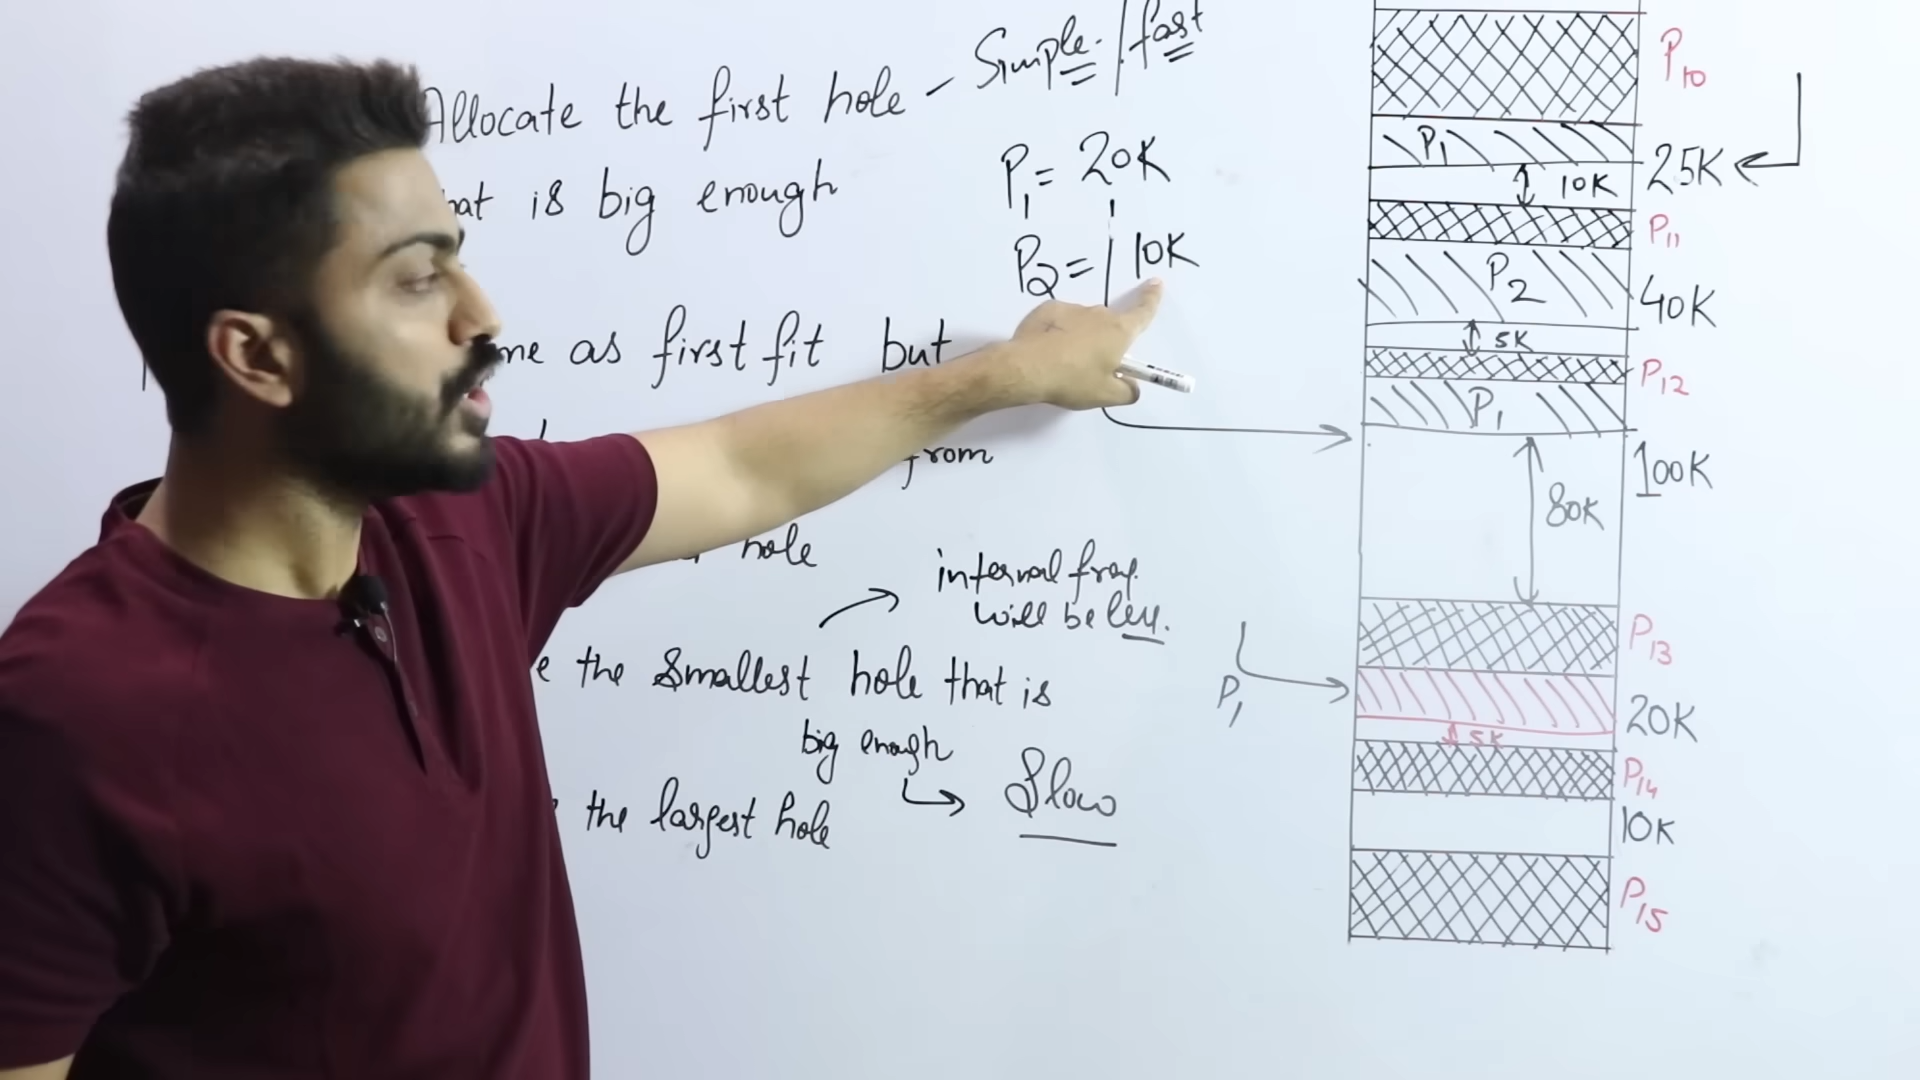 Allocate the first hole - Simple / fast
hat is big enough
P1 = 20K
P2 = 10K
me as first fit but
from
hole
internal frag.
will be less.
e the Smallest hole that is
big enough
Slow
the largest hole
P1
P10
P1
25K
10K
P11
P2
40K
5K
P12
P1
100K
80K
P13
20K
5K
P14
10K
P15